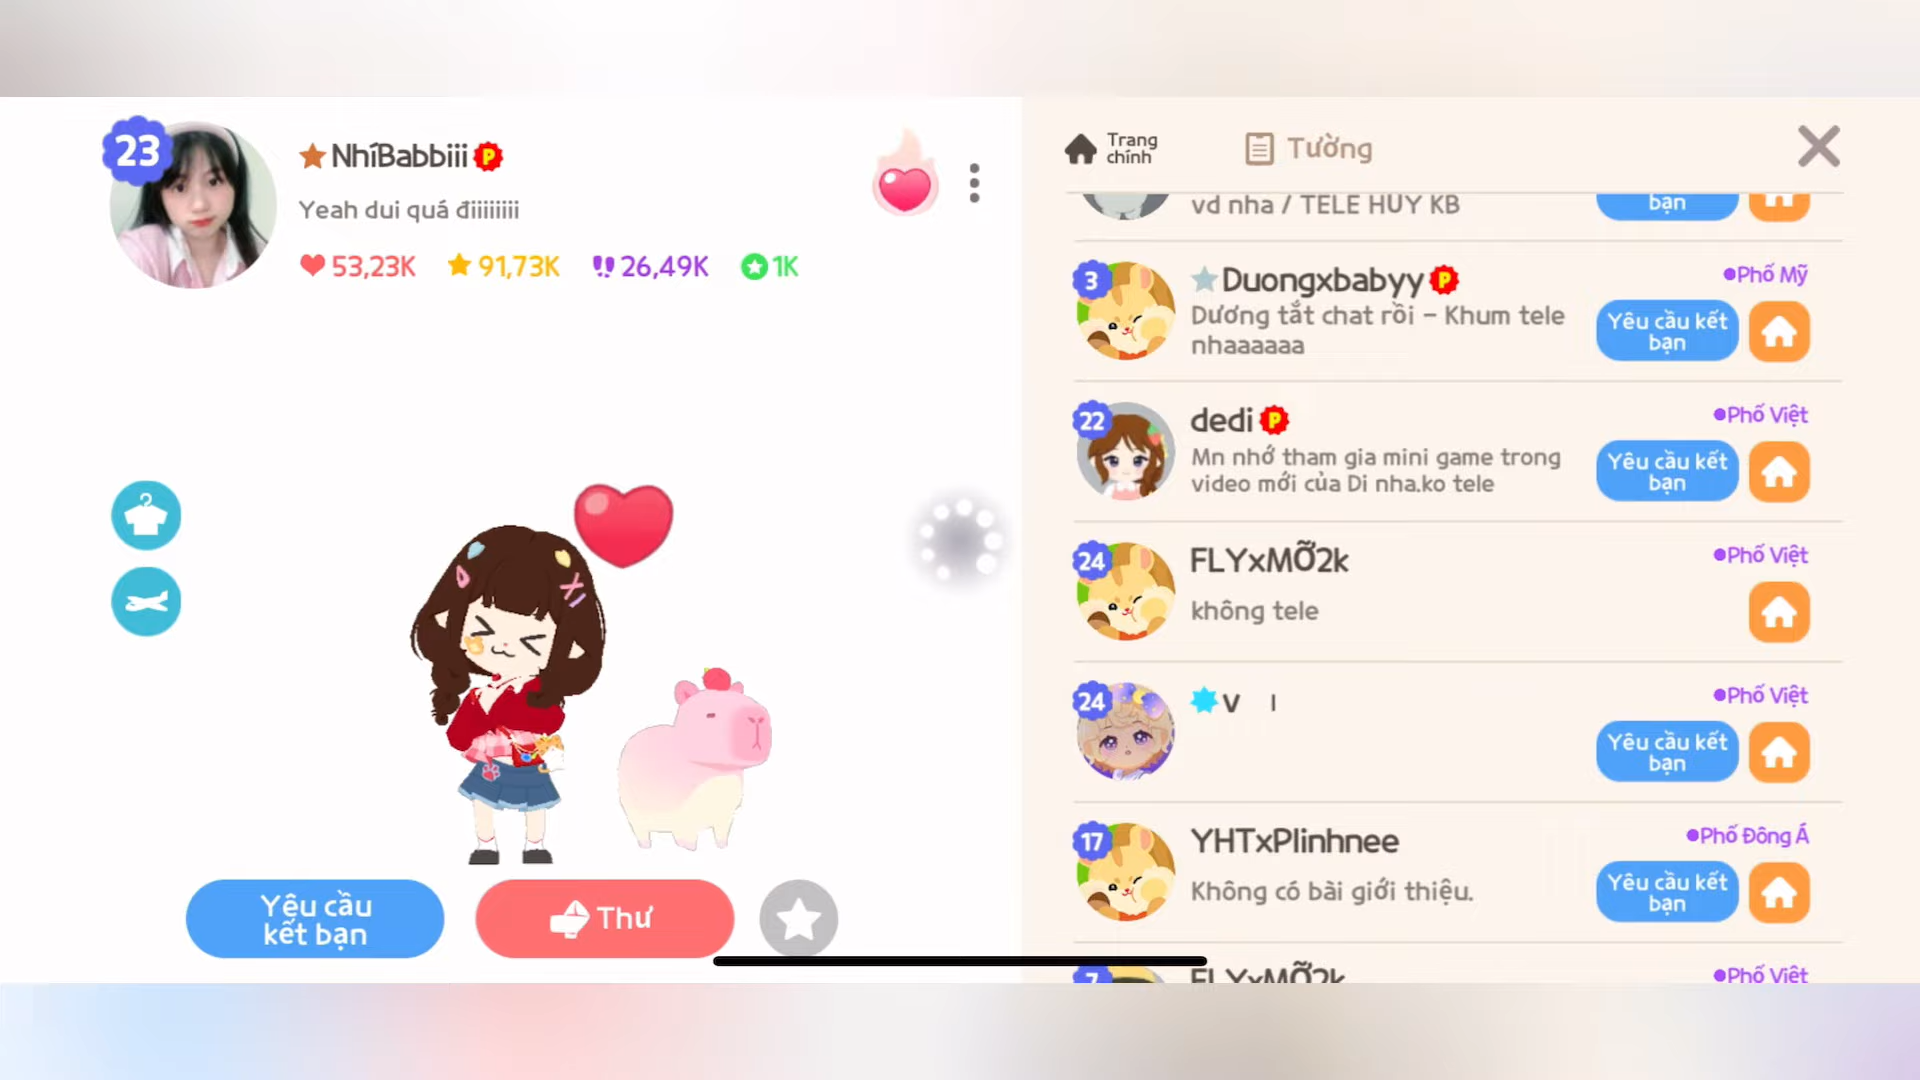 23
NhíBabbiii P
Yeah dui quá điiiiiiii
53,23K 91,73K 26,49K 1K
Yêu cầu
kết bạn
Thư
Trang
chính
Tường
vd nha / TELE HUY KB
bạn
3
Duongxbabyy P
Phố Mỹ
Dương tắt chat rồi – Khum tele
nhaaaaaa
Yêu cầu kết
bạn
22
dedi P
Phố Việt
Mn nhớ tham gia mini game trong
video mới của Di nha.ko tele
Yêu cầu kết
bạn
24
FLYxMỠ2k
Phố Việt
không tele
24
v l
Phố Việt
Yêu cầu kết
bạn
17
YHTxPlinhnee
Phố Đông Á
Không có bài giới thiệu.
Yêu cầu kết
bạn
7
FLYxMỠ2k
Phố Việt